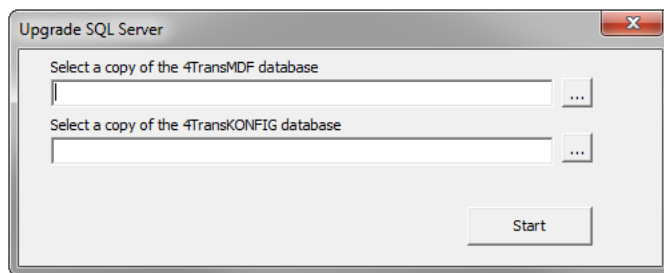 Upgrade SQL Server
Select a copy of the 4TransMDF database
...
Select a copy of the 4TransKONFIG database
...
Start